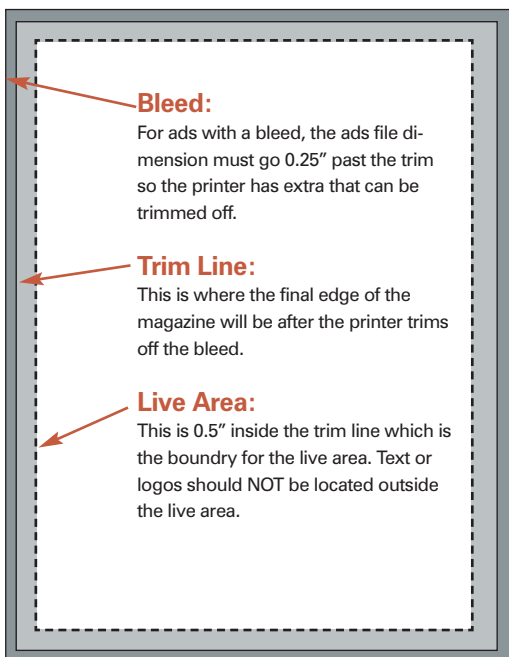 Bleed:
For ads with a bleed, the ads file di-
mension must go 0.25” past the trim
so the printer has extra that can be
trimmed off.
Trim Line:
This is where the final edge of the
magazine will be after the printer trims
off the bleed.
Live Area:
This is 0.5” inside the trim line which is
the boundry for the live area. Text or
logos should NOT be located outside
the live area.